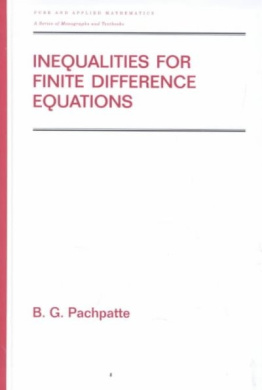 PURE AND APPLIED MATHEMATICS
A Series of Monographs and Textbooks
INEQUALITIES FOR
FINITE DIFFERENCE
EQUATIONS
B. G. Pachpatte